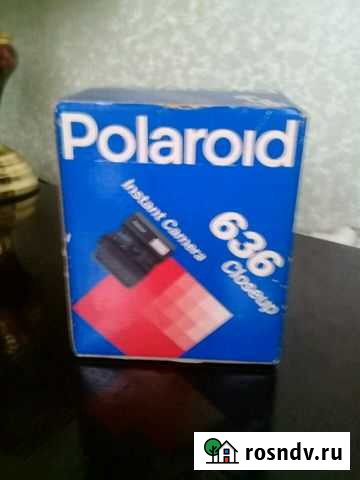 Polaroid
Instant Camera
636
Closeup
rosndv.ru